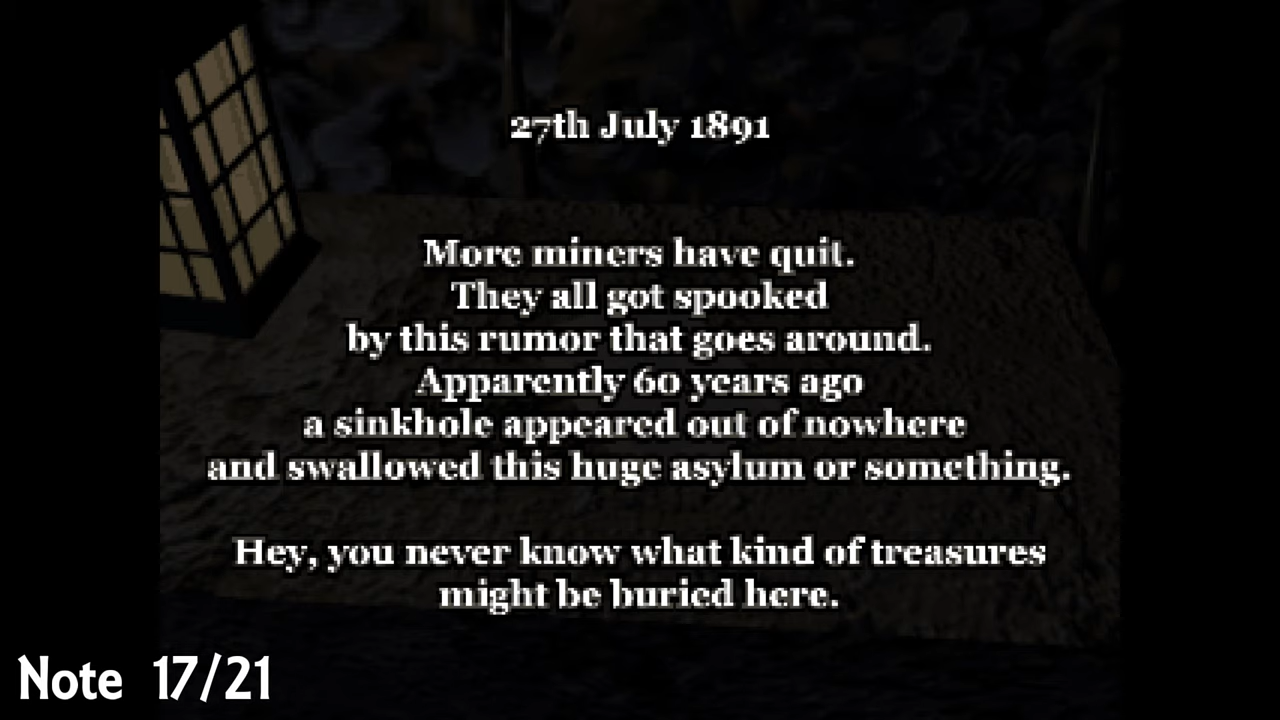 27th July 1891
More miners have quit.
They all got spooked
by this rumor that goes around.
Apparently 60 years ago
a sinkhole appeared out of nowhere
and swallowed this huge asylum or something.
Hey, you never know what kind of treasures
might be buried here.
Note 17/21